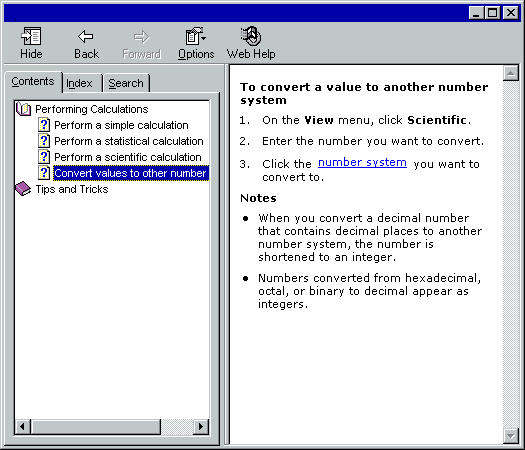 Hide Back Forward Options Web Help
Contents Index Search
Performing Calculations
Perform a simple calculation
Perform a statistical calculation
Perform a scientific calculation
Convert values to other number
Tips and Tricks
To convert a value to another number
system
1. On the View menu, click Scientific.
2. Enter the number you want to convert.
3. Click the number system you want to
convert to.
Notes
• When you convert a decimal number
that contains decimal places to another
number system, the number is
shortened to an integer.
• Numbers converted from hexadecimal,
octal, or binary to decimal appear as
integers.